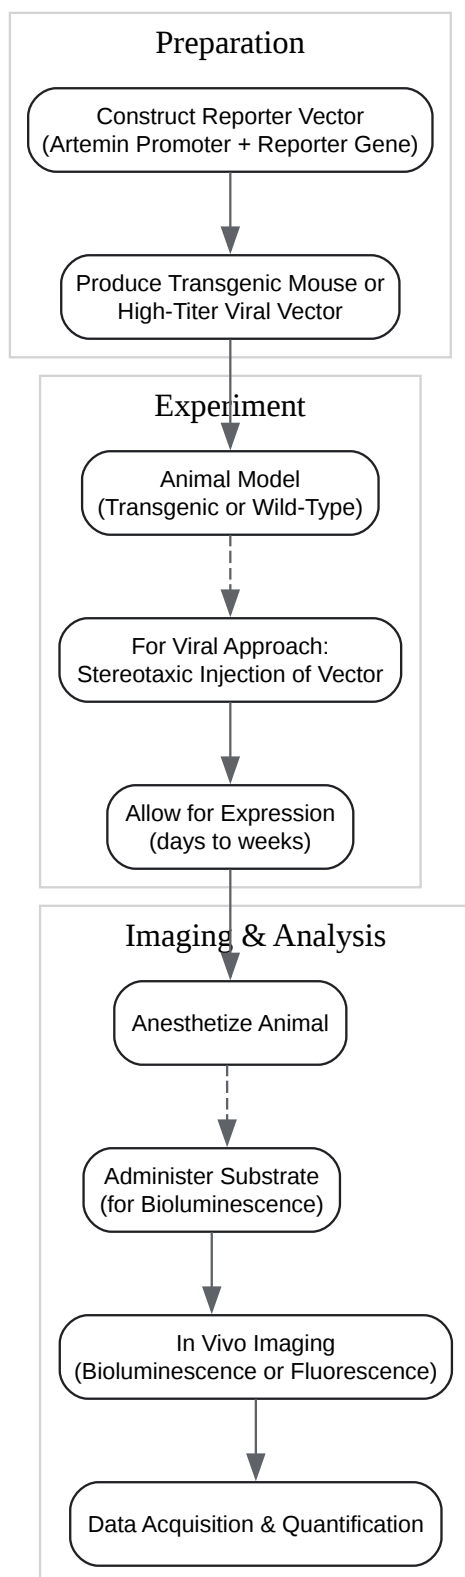 Preparation
Construct Reporter Vector
(Artemin Promoter + Reporter Gene)
Produce Transgenic Mouse or
High-Titer Viral Vector
Experiment
Animal Model
(Transgenic or Wild-Type)
For Viral Approach:
Stereotaxic Injection of Vector
Allow for Expression
(days to weeks)
Imaging & Analysis
Anesthetize Animal
Administer Substrate
(for Bioluminescence)
In Vivo Imaging
(Bioluminescence or Fluorescence)
Data Acquisition & Quantification